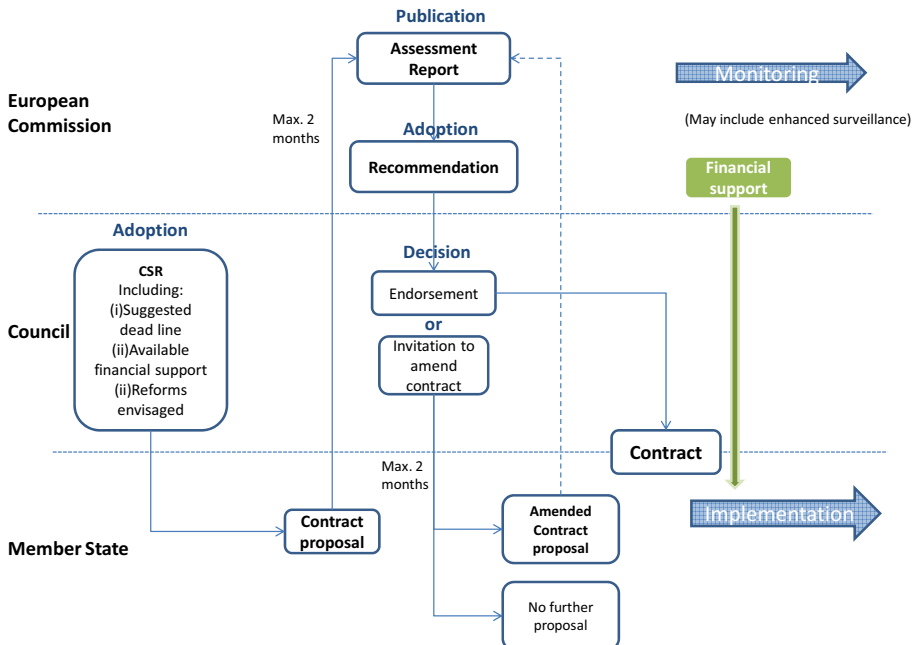 Publication
Assessment
Report
Monitoring
European
Commission
Max. 2
months
(May include enhanced surveillance)
Adoption
Recommendation
Financial
support
Adoption
CSR
Including:
(i)Suggested
dead line
(ii)Available
financial support
(ii)Reforms
envisaged
Council
Decision
Endorsement
or
Invitation to
amend
contract
Contract
Max. 2
months
Member State
Contract
proposal
Amended
Contract
proposal
Implementation
No further
proposal